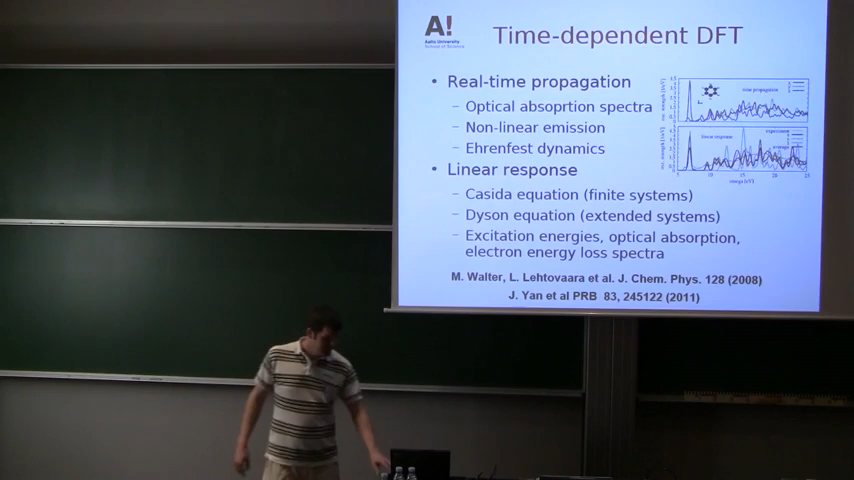 A!
Aalto University
School of Science
Time-dependent DFT
• Real-time propagation
– Optical absoprtion spectra
– Non-linear emission
– Ehrenfest dynamics
• Linear response
– Casida equation (finite systems)
– Dyson equation (extended systems)
– Excitation energies, optical absorption,
electron energy loss spectra
time propagation
linear response
M. Walter, L. Lehtovaara et al. J. Chem. Phys. 128 (2008)
J. Yan et al PRB 83, 245122 (2011)